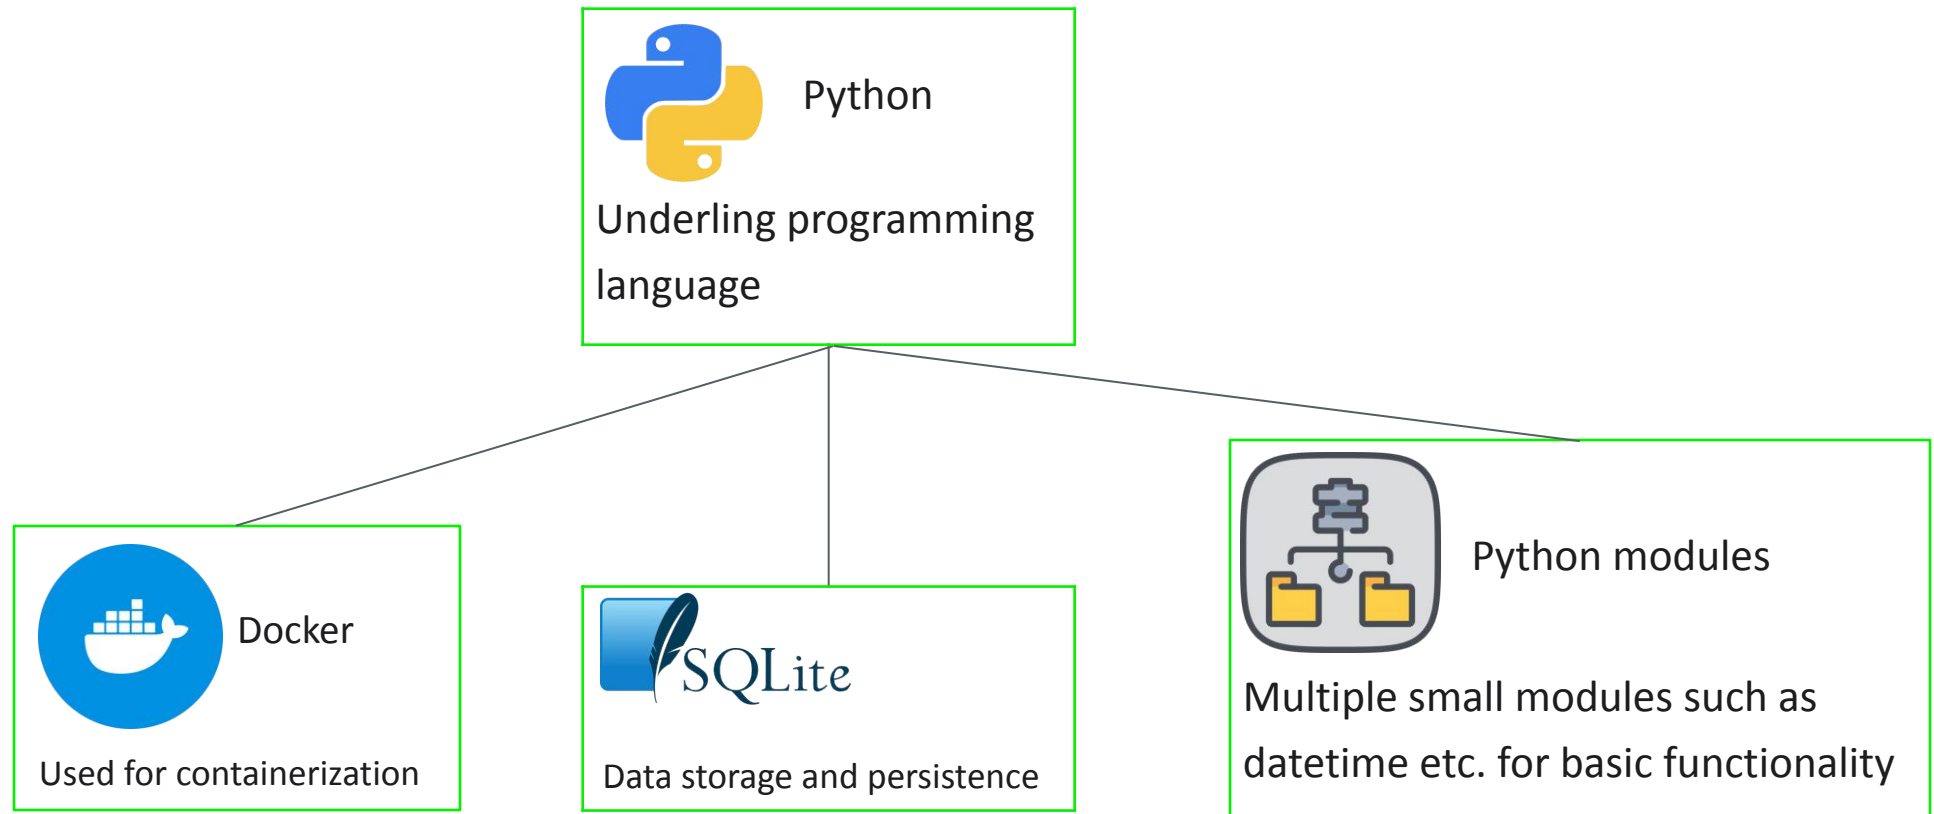 Python
Underling programming
language
Docker
Used for containerization
SQLite
Data storage and persistence
Python modules
Multiple small modules such as
datetime etc. for basic functionality